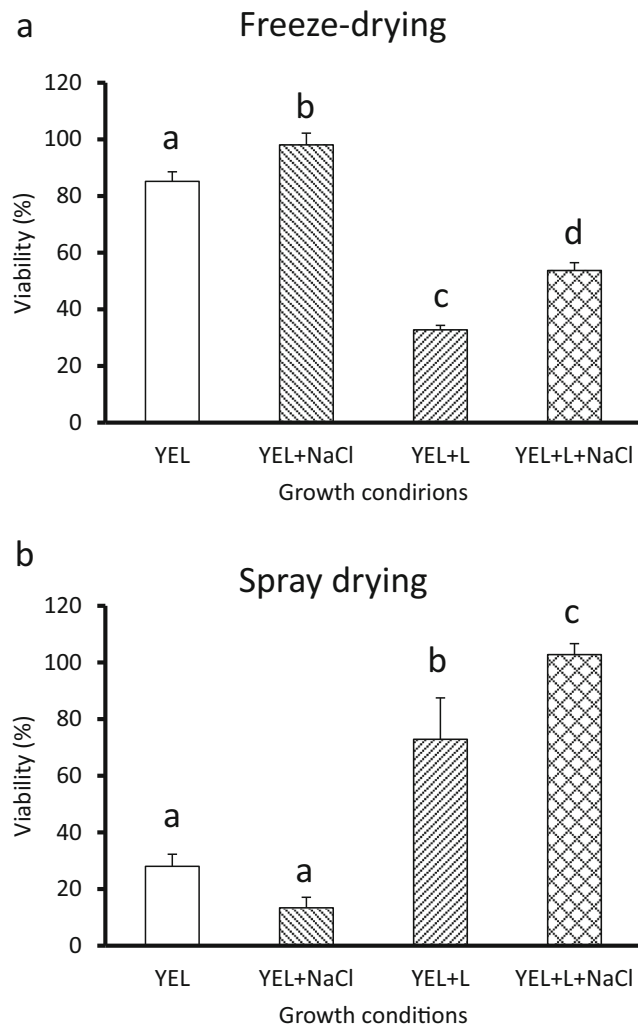 a
Freeze-drying
120
100
80
60
40
20
0
Viability (%)
a
b
c
d
YEL
YEL+NaCl
YEL+L
YEL+L+NaCl
Growth condirions
b
Spray drying
120
100
80
60
40
20
0
Viability (%)
a
a
b
c
YEL
YEL+NaCl
YEL+L
YEL+L+NaCl
Growth conditions